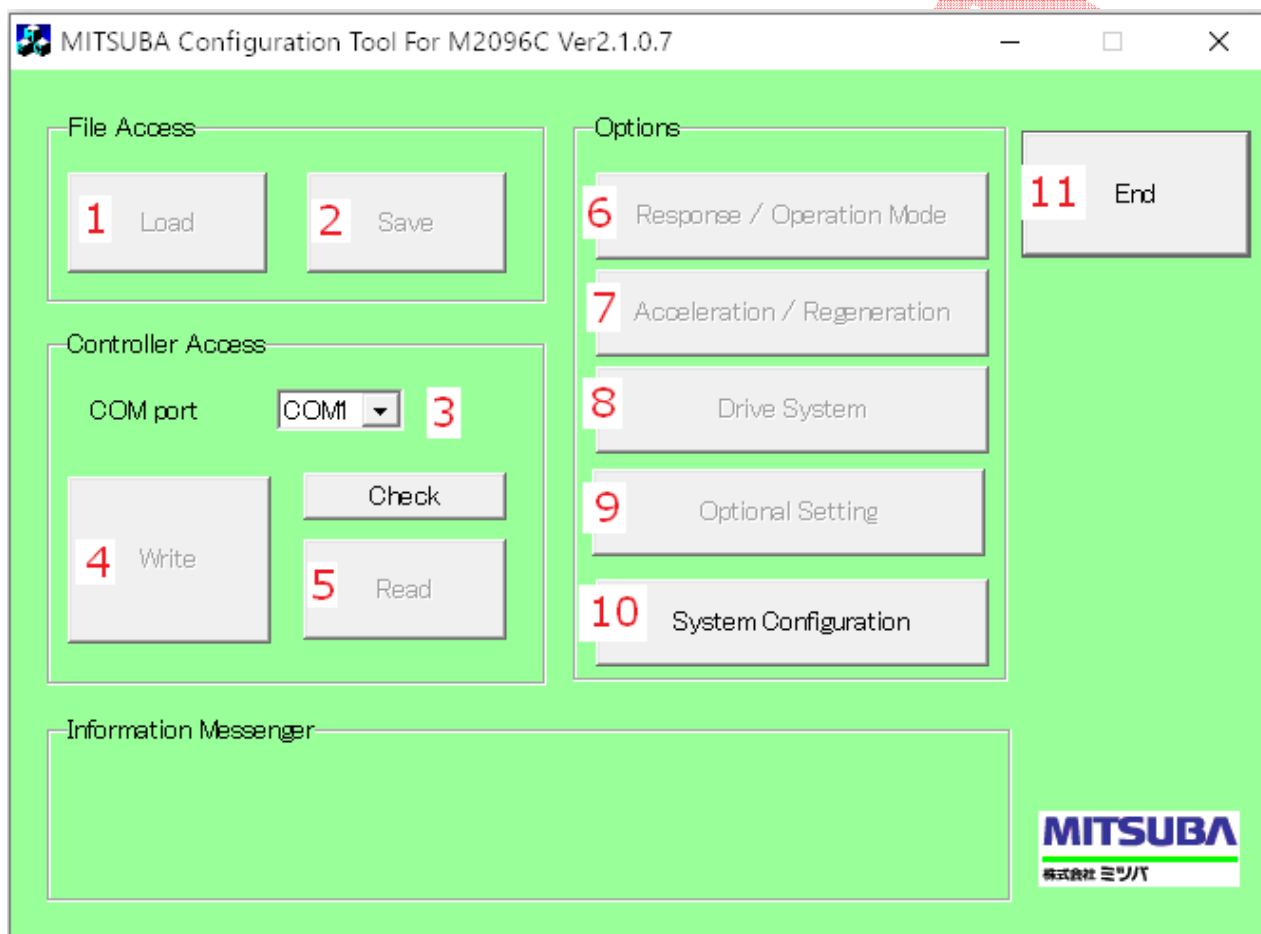 MITSUBA Configuration Tool For M2096C Ver2.1.0.7
File Access
1 Load
2 Save
Controller Access
COM port COM1 3
Check
4 Write
5 Read
Options
6 Response / Operation Mode
7 Acceleration / Regeneration
8 Drive System
9 Optional Setting
10 System Configuration
11 End
Information Messenger
MITSUBA
株式会社 ミツバ